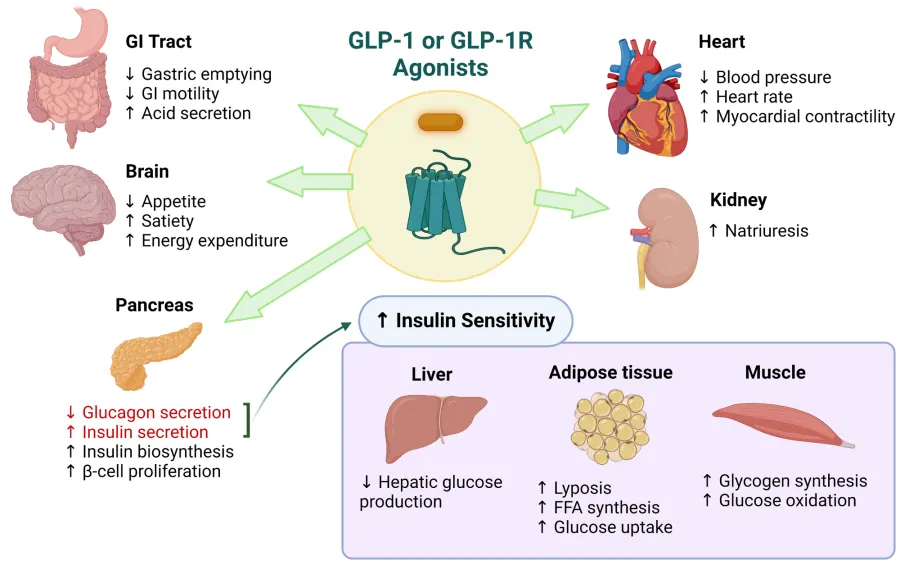 GLP-1 or GLP-1R
Agonists
GI Tract
↓ Gastric emptying
↓ GI motility
↑ Acid secretion
Brain
↓ Appetite
↑ Satiety
↑ Energy expenditure
Pancreas
↓ Glucagon secretion
↑ Insulin secretion
↑ Insulin biosynthesis
↑ β-cell proliferation
Heart
↓ Blood pressure
↑ Heart rate
↑ Myocardial contractility
Kidney
↑ Natriuresis
↑ Insulin Sensitivity
Liver
↓ Hepatic glucose
production
Adipose tissue
↑ Lyposis
↑ FFA synthesis
↑ Glucose uptake
Muscle
↑ Glycogen synthesis
↑ Glucose oxidation